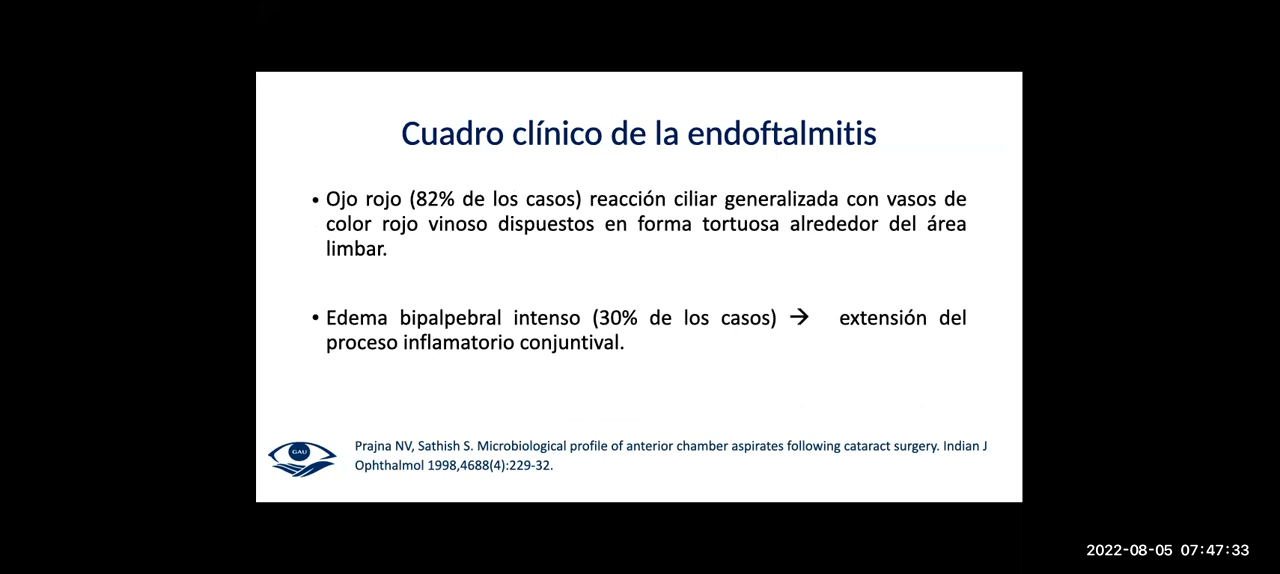 Cuadro clínico de la endoftalmitis
• Ojo rojo (82% de los casos) reacción ciliar generalizada con vasos de
color rojo vinoso dispuestos en forma tortuosa alrededor del área
limbar.
• Edema bipalpebral intenso (30% de los casos) → extensión del
proceso inflamatorio conjuntival.
GAU
Prajna NV, Sathish S. Microbiological profile of anterior chamber aspirates following cataract surgery. Indian J
Ophthalmol 1998,4688(4):229-32.
2022-08-05 07:47:33